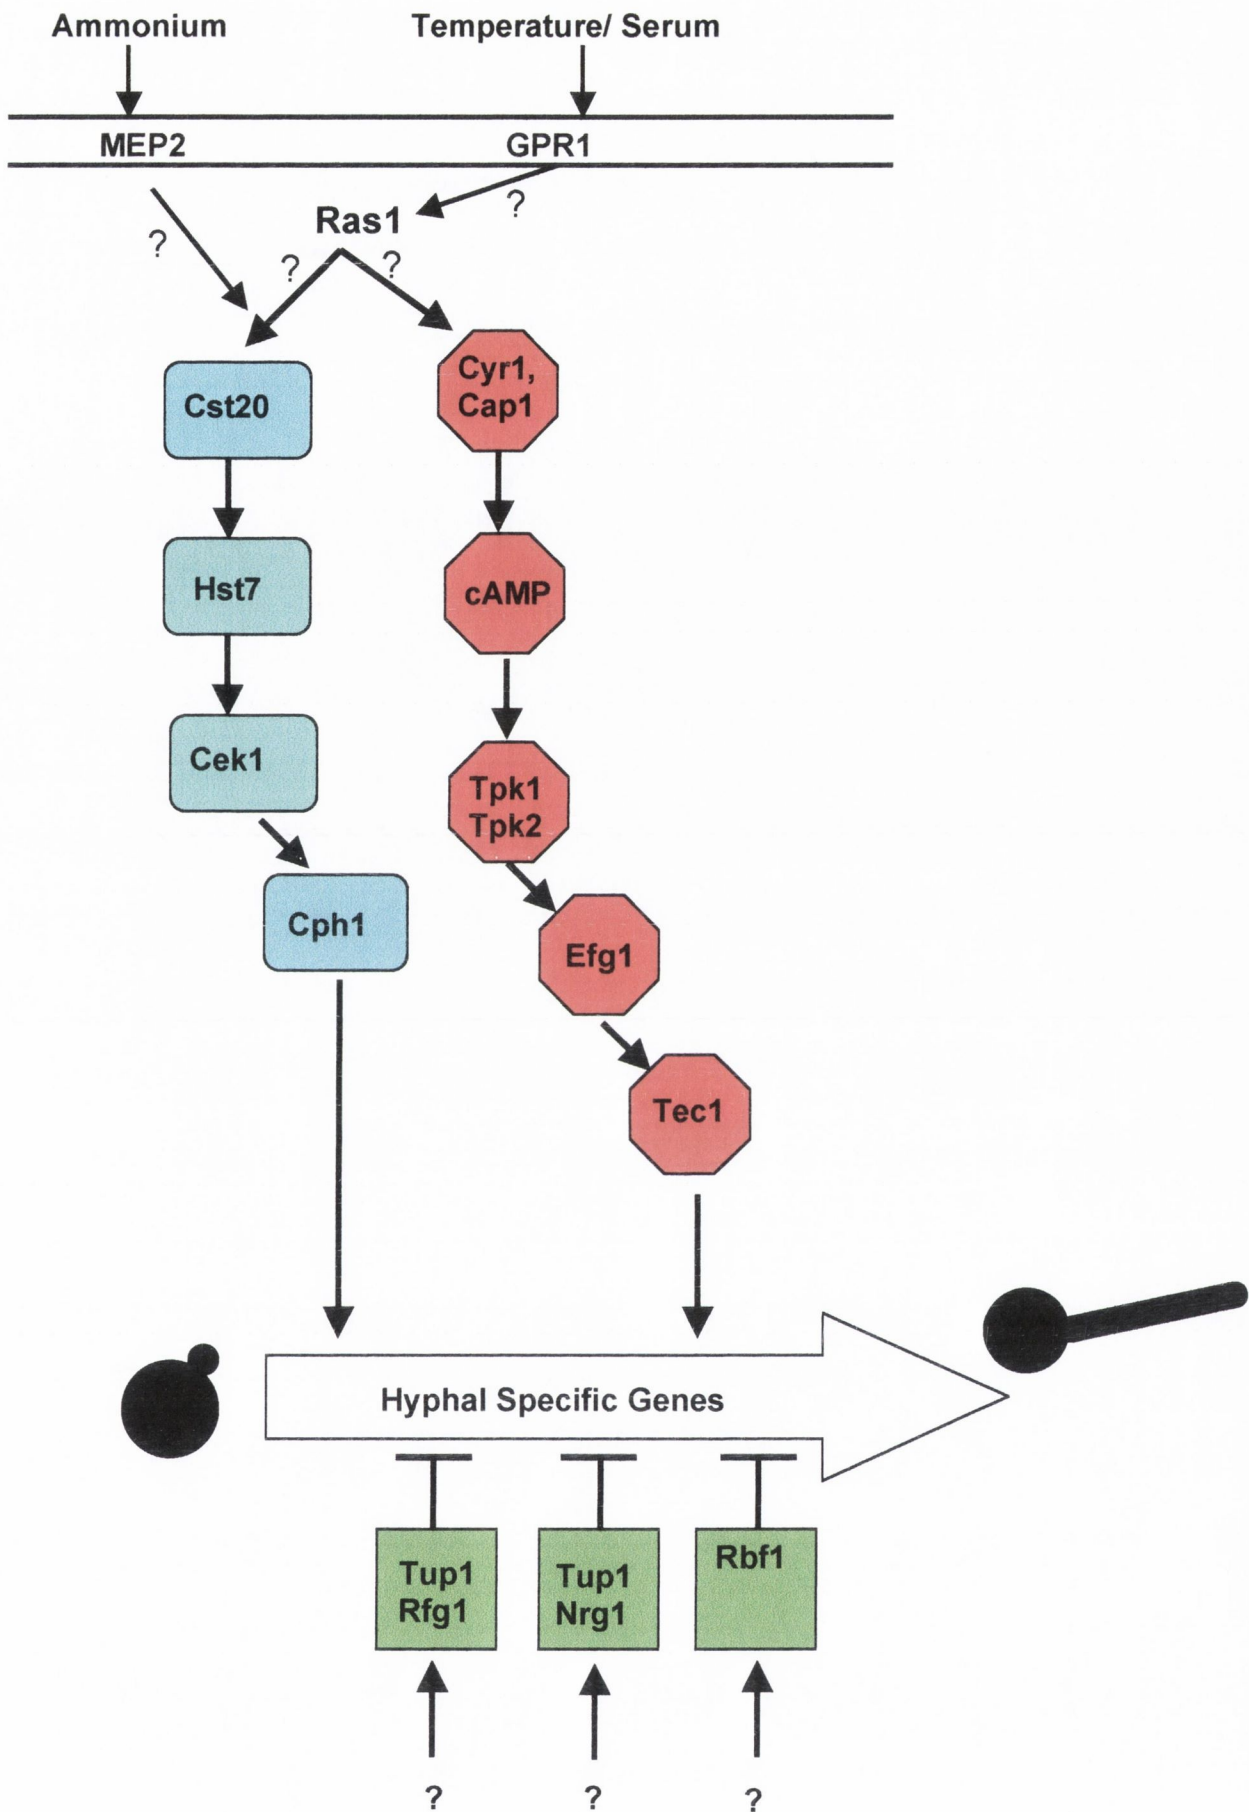 Ammonium
Temperature/ Serum
MEP2
GPR1
?
Ras1
?
?
?
Cst20
Cyr1,
Cap1
Hst7
cAMP
Cek1
Tpk1
Tpk2
Cph1
Efg1
Tec1
Hyphal Specific Genes
Tup1
Rfg1
Tup1
Nrg1
Rbf1
?
?
?